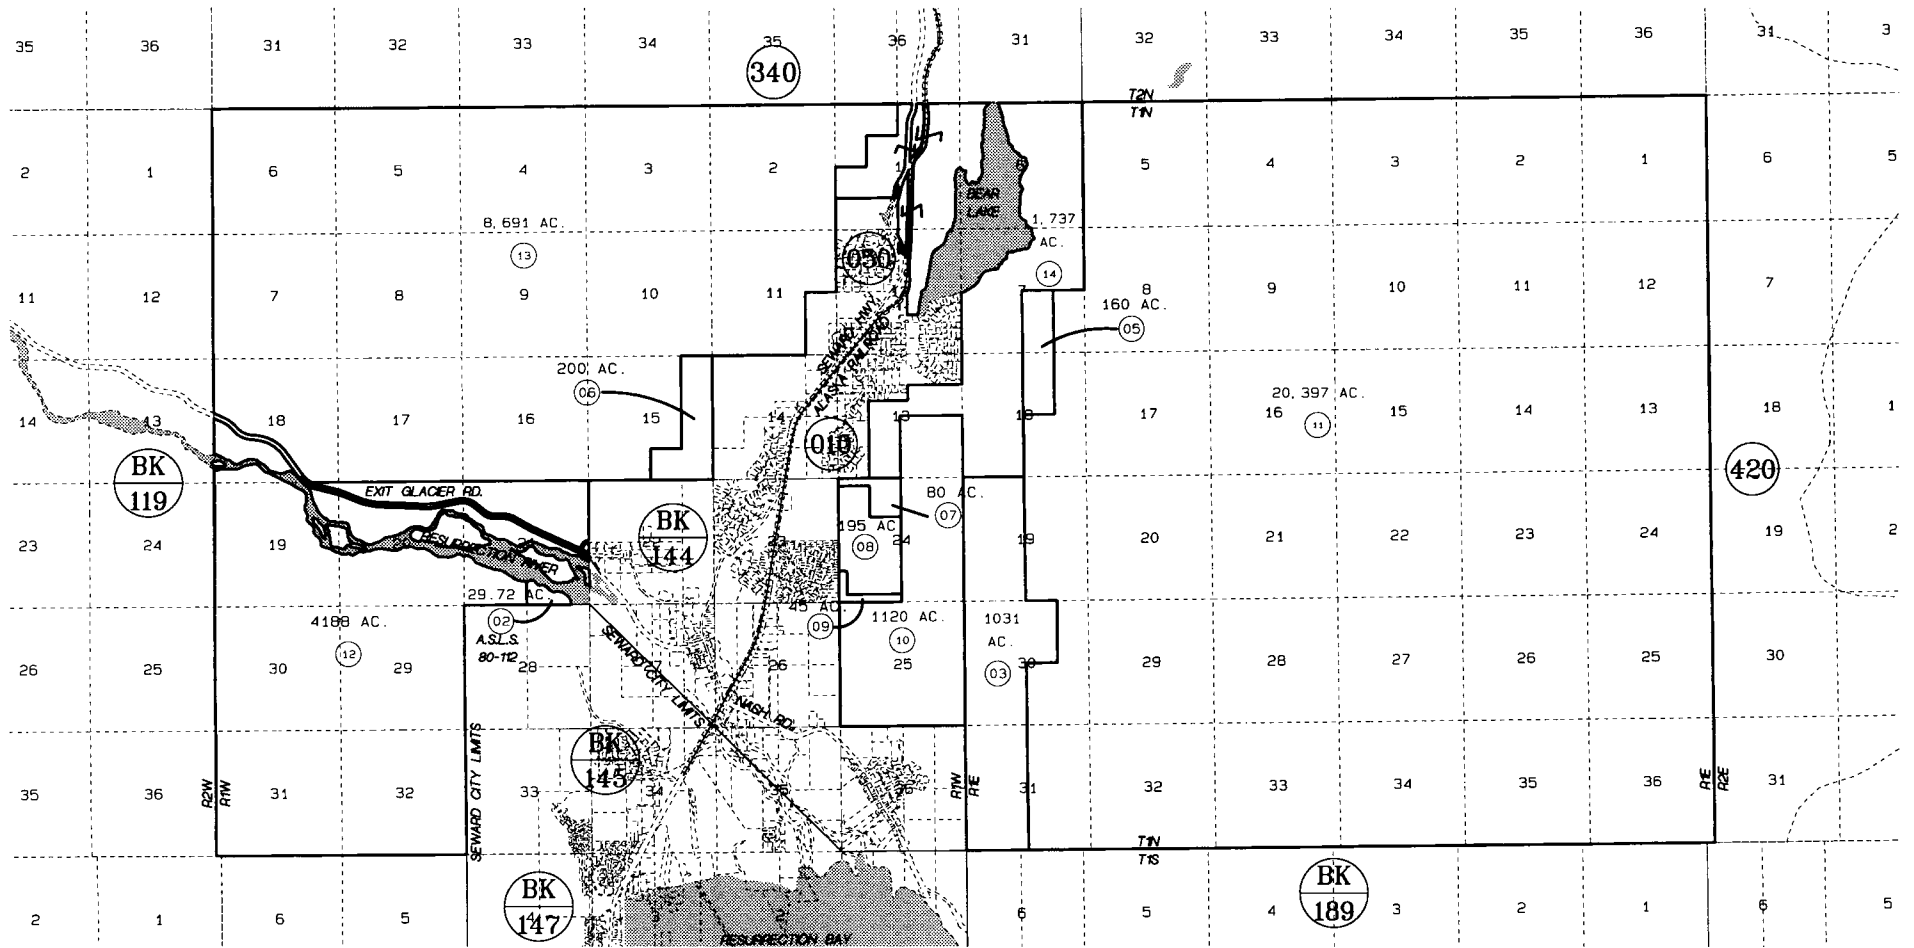 35 36 31 32 33 34 35 36 31 32 33 34 35 36 31 3
340
T2N
T1N
2 1 6 5 4 3 2 1 6 5 4 3 2 1 6 5
BEAR
LAKE
8,691 AC.
13
1,737
AC.
14
030
11 12 7 8 9 10 11 7 8 9 10 11 12 7
160 AC.
05
SEWARD HWY.
ALASKA RAILROAD
200 AC.
06
20,397 AC.
11
14 13 18 17 16 15 14 13 18 17 16 15 14 13 18 1
010
BK
119
420
EXIT GLACIER RD.
BK
144
80 AC.
07
195 AC
08
23 24 19 RESURRECTION RIVER 23 24 19 20 21 22 23 24 19 2
29.72 AC.
02
A.S.L.S.
80-112
4188 AC.
12
45 AC.
09
1120 AC.
10
1031
AC.
03
SEWARD CITY LIMITS
26 25 30 29 28 26 25 30 29 28 27 26 25 30
NASH RD.
BK
145
SEWARD CITY LIMITS
R2W
R1W
R1W
R1E
R1E
R2E
35 36 31 32 33 34 35 36 31 32 33 34 35 36 31
T1N
T1S
BK
147
BK
189
2 1 6 5 4 2 6 5 4 3 2 1 6 5
RESURRECTION BAY